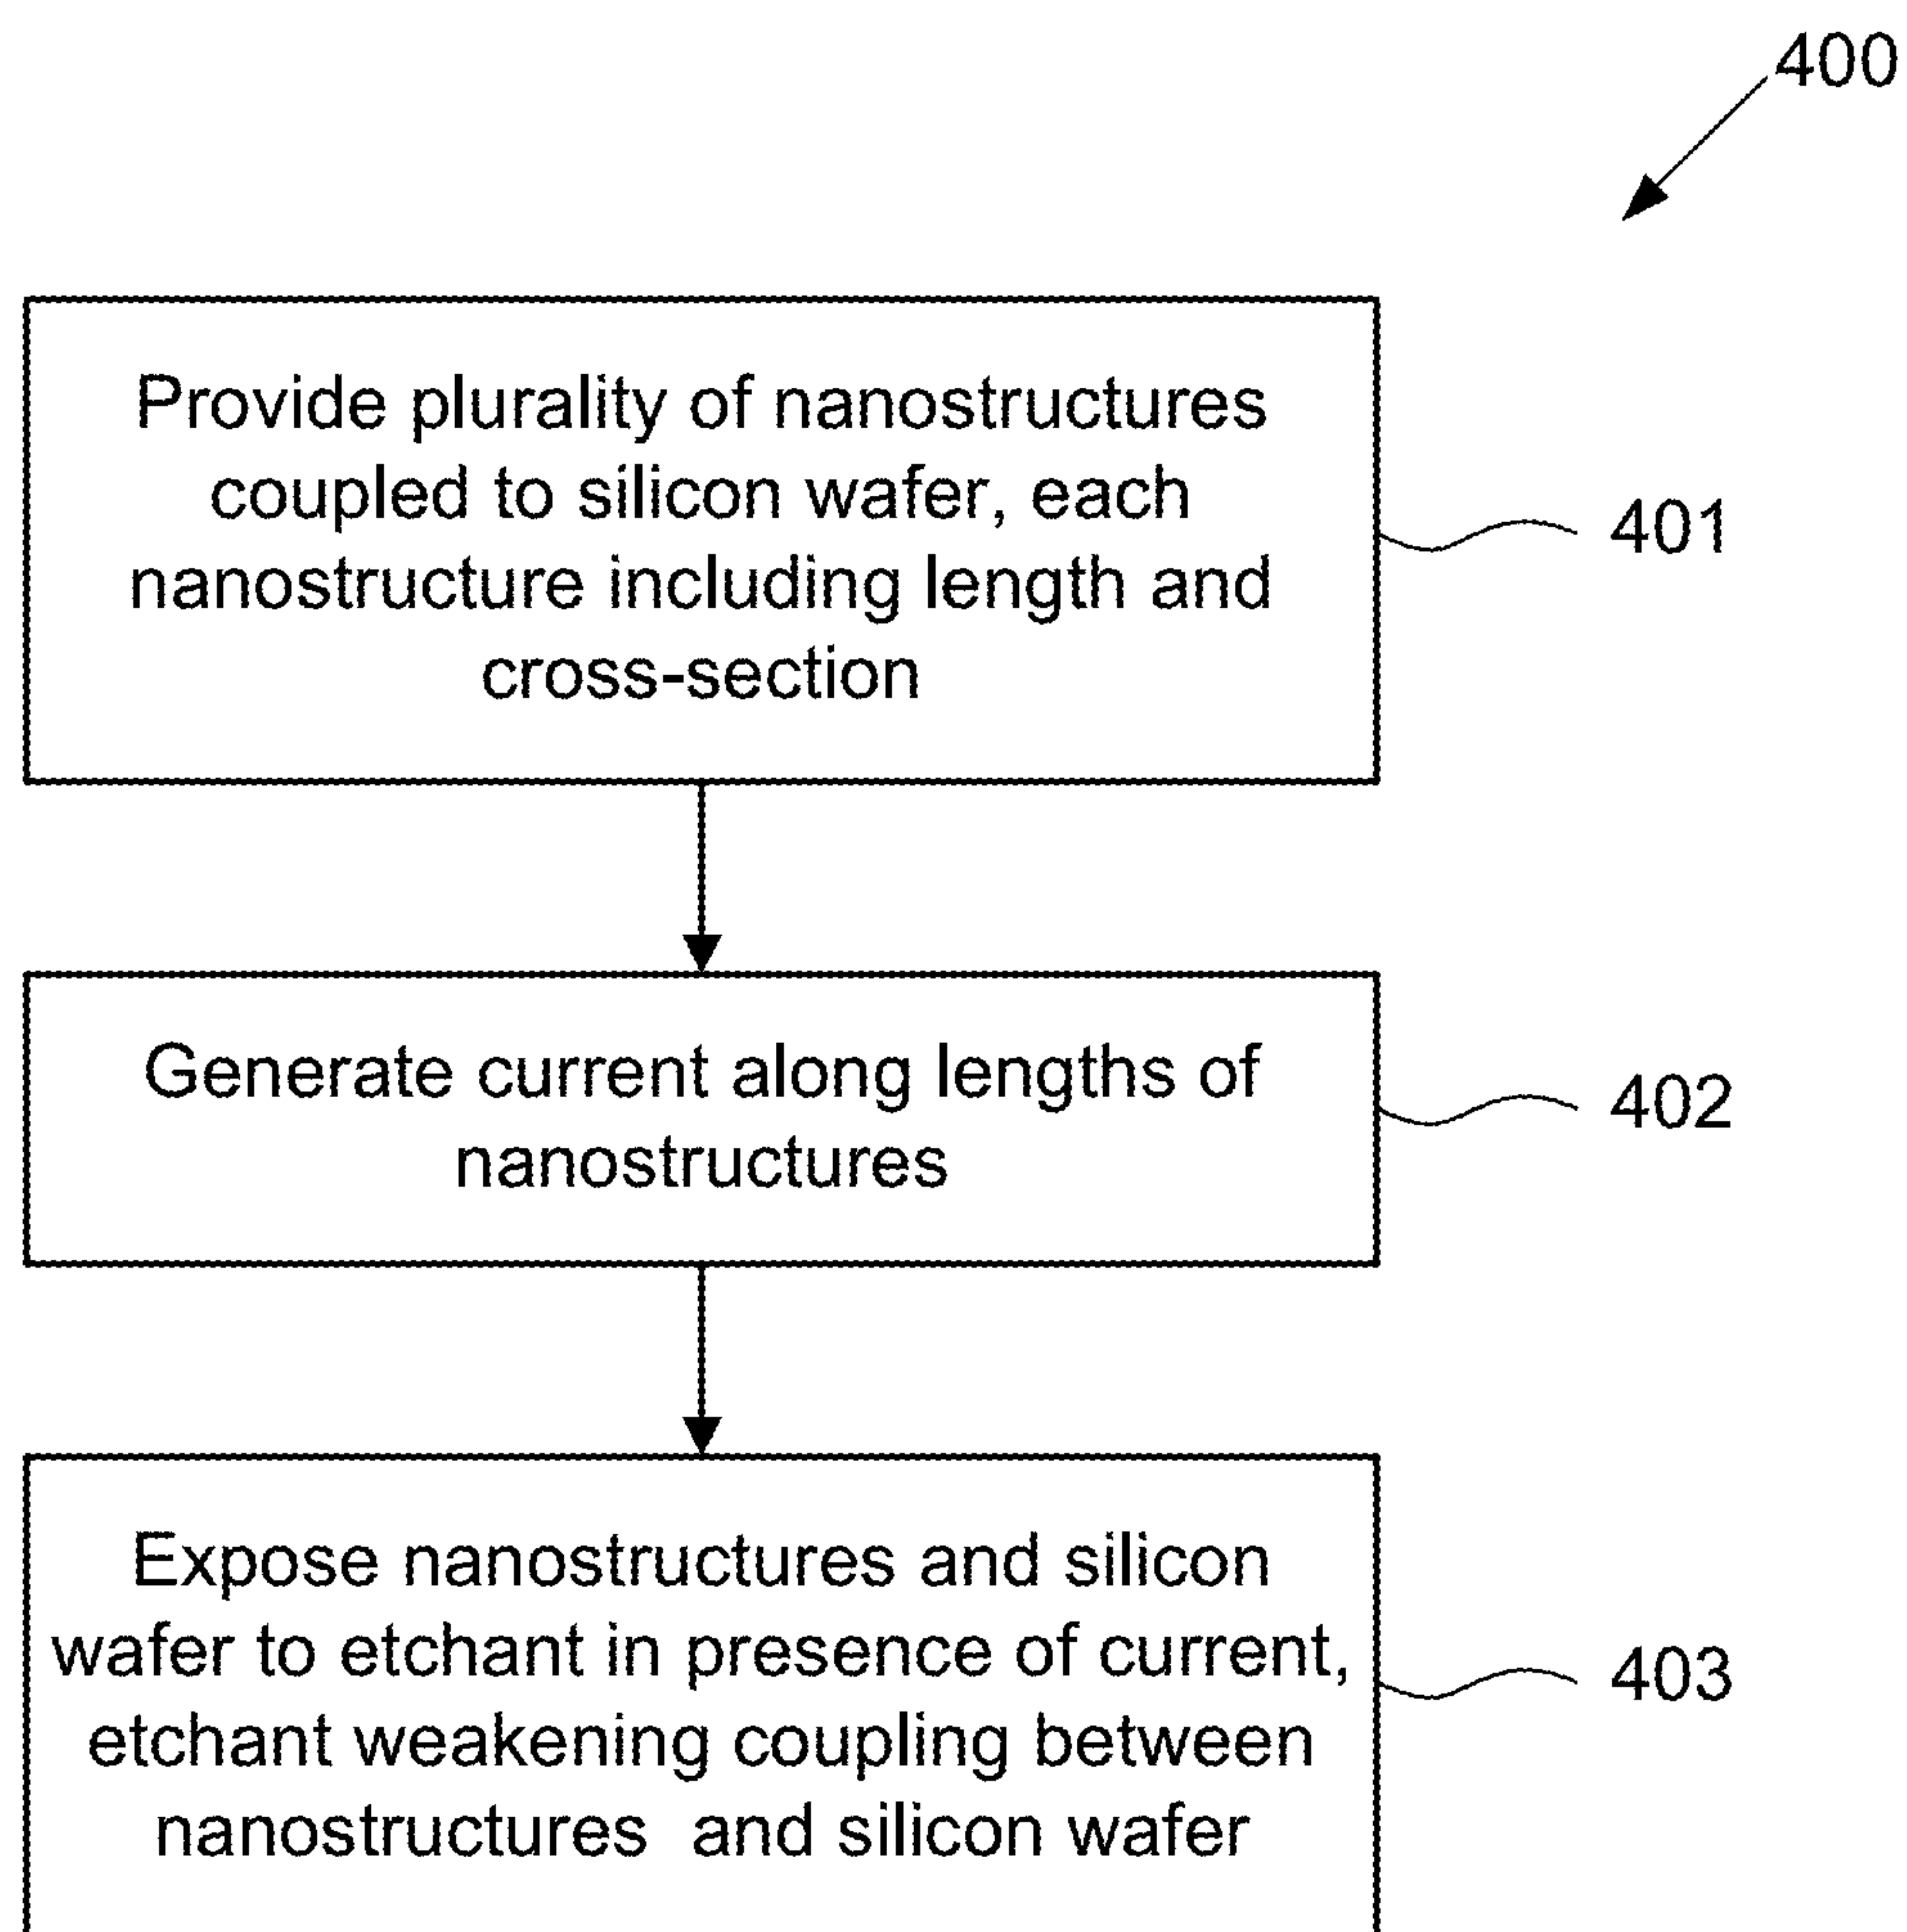 400
Provide plurality of nanostructures
coupled to silicon wafer, each
nanostructure including length and
cross-section
401
Generate current along lengths of
nanostructures
402
Expose nanostructures and silicon
wafer to etchant in presence of current,
etchant weakening coupling between
nanostructures and silicon wafer
403